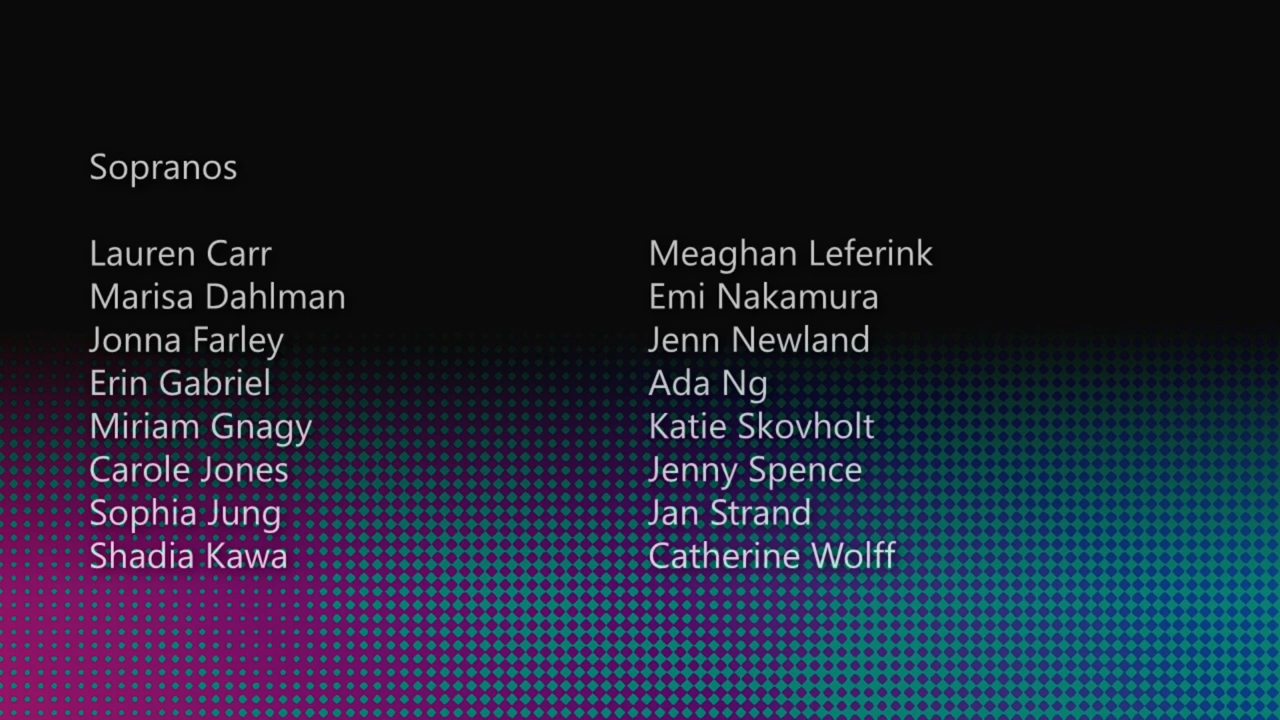 Sopranos
Lauren Carr
Marisa Dahlman
Jonna Farley
Erin Gabriel
Miriam Gnagy
Carole Jones
Sophia Jung
Shadia Kawa
Meaghan Leferink
Emi Nakamura
Jenn Newland
Ada Ng
Katie Skovholt
Jenny Spence
Jan Strand
Catherine Wolff